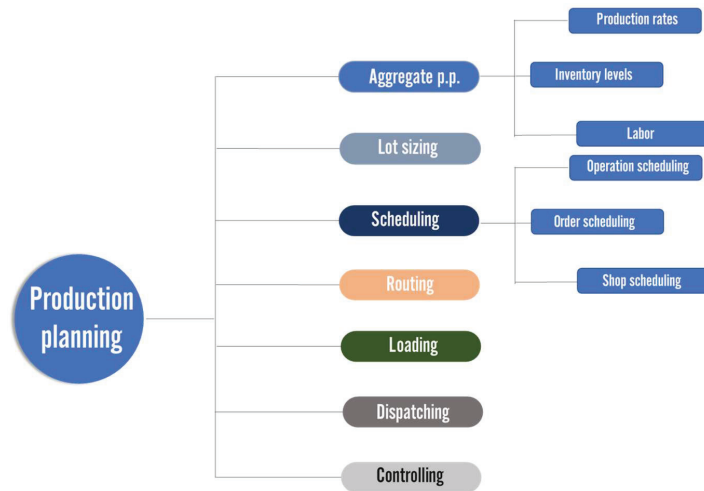 Production
planning
Aggregate p.p.
Production rates
Inventory levels
Labor
Lot sizing
Scheduling
Operation scheduling
Order scheduling
Shop scheduling
Routing
Loading
Dispatching
Controlling